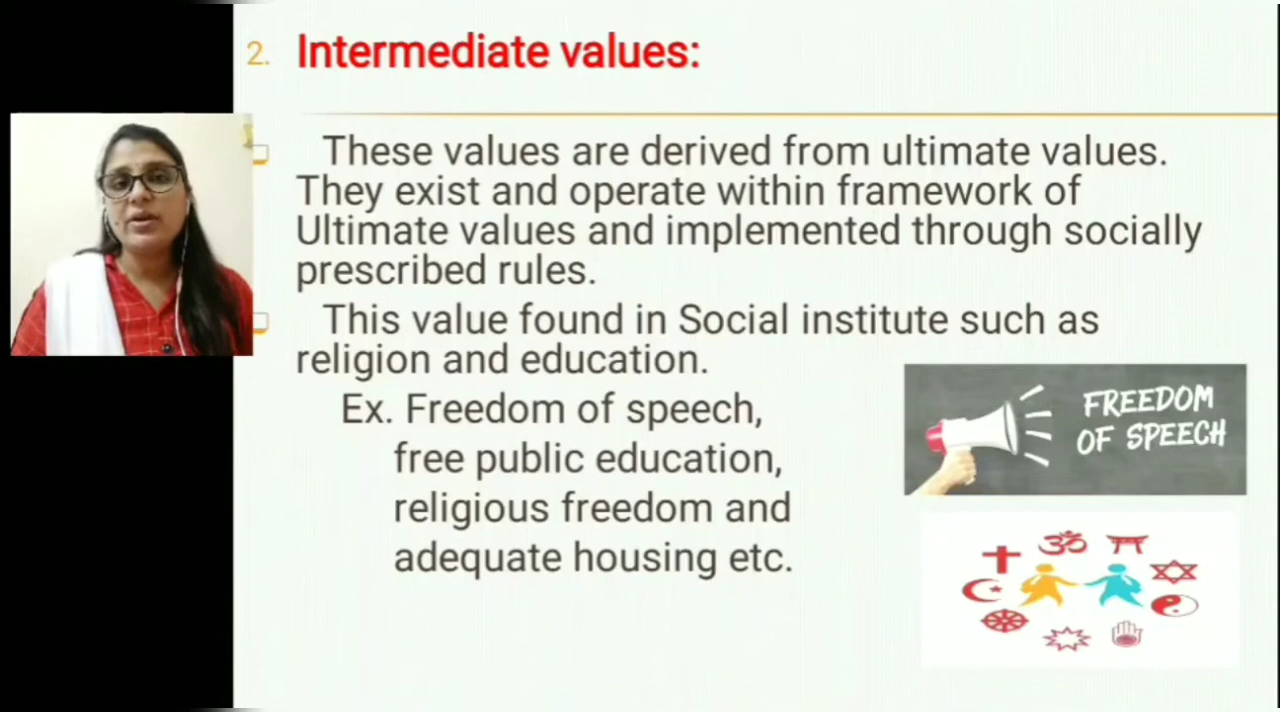 2. Intermediate values:
These values are derived from ultimate values.
They exist and operate within framework of
Ultimate values and implemented through socially
prescribed rules.
This value found in Social institute such as
religion and education.
Ex. Freedom of speech,
free public education,
religious freedom and
adequate housing etc.
FREEDOM
OF SPEECH
ॐ